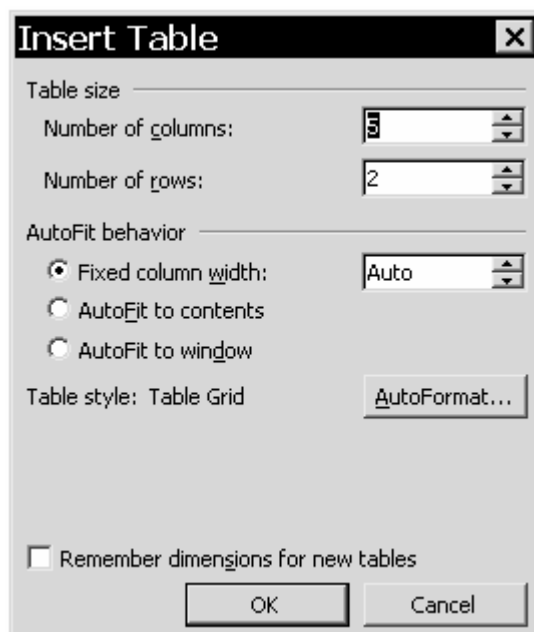 Insert Table
Table size
Number of columns: 5
Number of rows: 2
AutoFit behavior
Fixed column width: Auto
AutoFit to contents
AutoFit to window
Table style: Table Grid AutoFormat...
Remember dimensions for new tables
OK Cancel